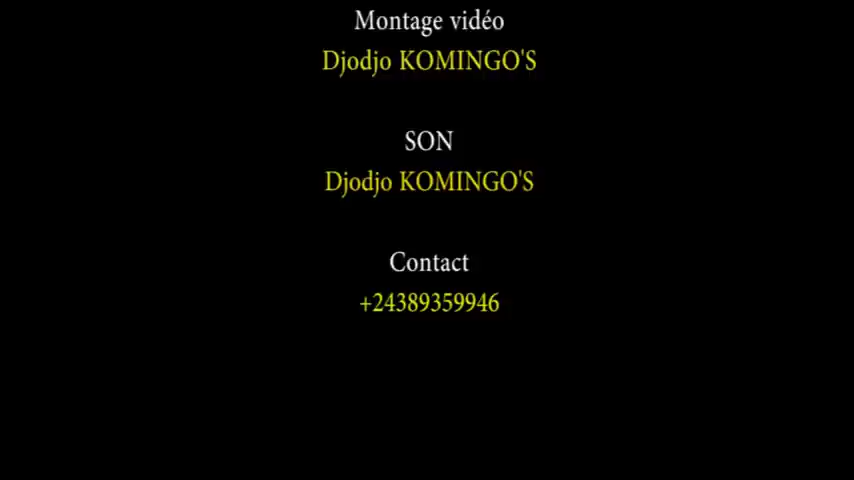 Montage vidéo
Djodjo KOMINGO'S
SON
Djodjo KOMINGO'S
Contact
+24389359946